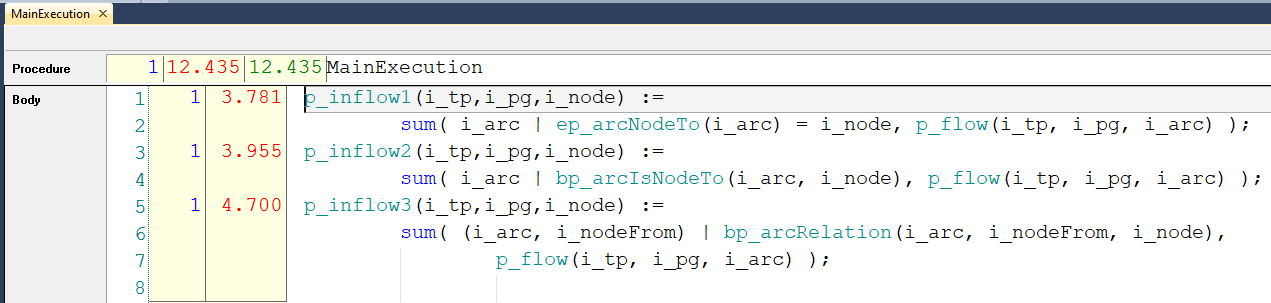 MainExecution ×
Procedure 1 12.435 12.435 MainExecution
Body
1 1 3.781 p_inflow1(i_tp,i_pg,i_node) :=
2 sum( i_arc | ep_arcNodeTo(i_arc) = i_node, p_flow(i_tp, i_pg, i_arc) );
3 1 3.955 p_inflow2(i_tp,i_pg,i_node) :=
4 sum( i_arc | bp_arcIsNodeTo(i_arc, i_node), p_flow(i_tp, i_pg, i_arc) );
5 1 4.700 p_inflow3(i_tp,i_pg,i_node) :=
6 sum( (i_arc, i_nodeFrom) | bp_arcRelation(i_arc, i_nodeFrom, i_node),
7 p_flow(i_tp, i_pg, i_arc) );
8